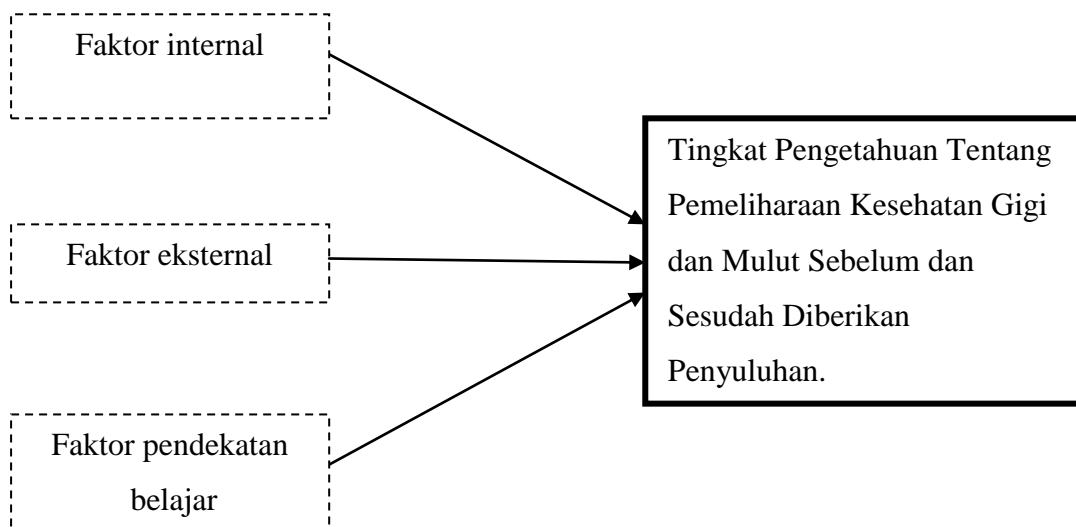 Faktor internal
Faktor eksternal
Faktor pendekatan
belajar
Tingkat Pengetahuan Tentang
Pemeliharaan Kesehatan Gigi
dan Mulut Sebelum dan
Sesudah Diberikan
Penyuluhan.